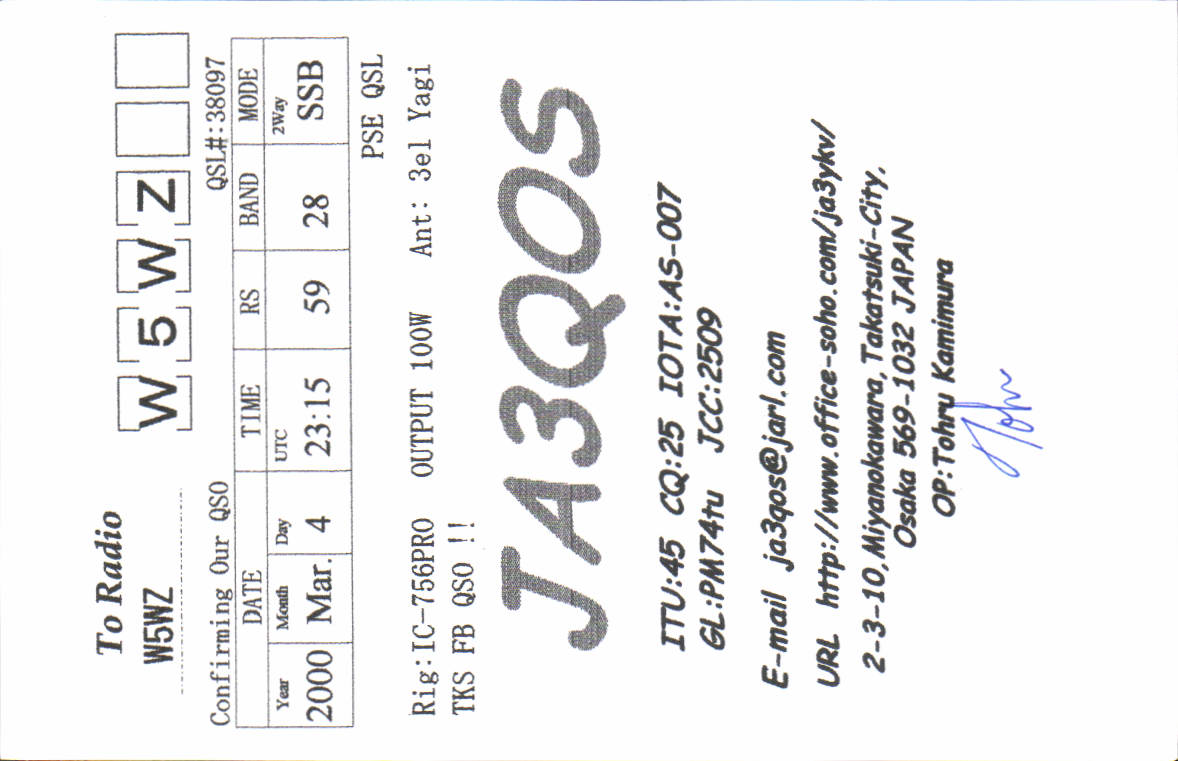 To Radio
W5WZ
W 5 W Z
Confirming Our QSO QSL#:38097
DATE TIME RS BAND MODE
Year Month Day UTC 2Way
2000 Mar. 4 23:15 59 28 SSB
PSE QSL
Rig:IC-756PRO OUTPUT 100W Ant: 3el Yagi
TKS FB QSO !!
JA3QOS
ITU:45 CQ:25 IOTA:AS-007
GL:PM74tu JCC:2509
E-mail ja3qos@jarl.com
URL http://www.office-soho.com/ja3ykv/
2-3-10,Miyanokawara,Takatsuki-City,
Osaka 569-1032 JAPAN
OP:Tohru Kamimura